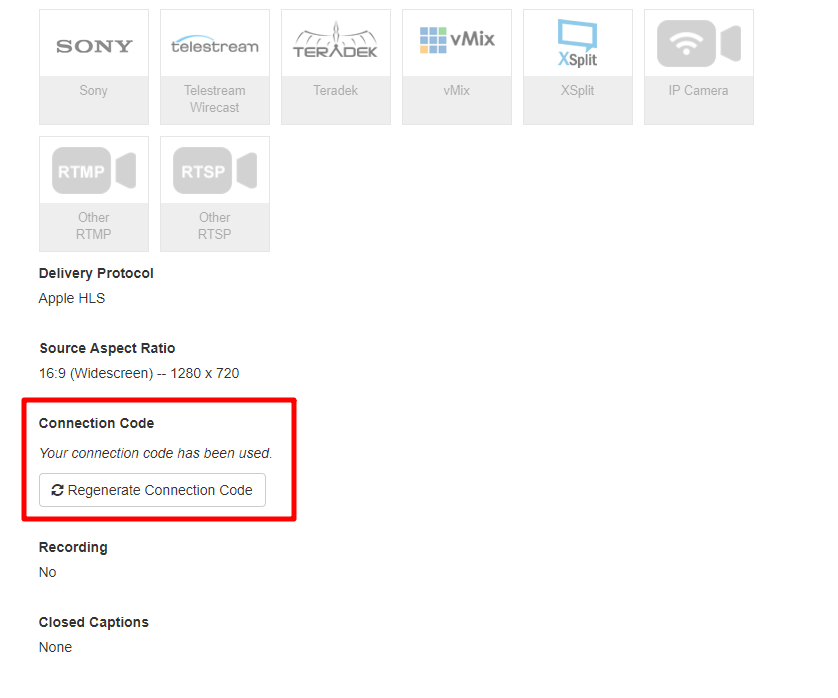 SONY
telestream
TERADEK
vMix
XSplit
Sony
Telestream
Wirecast
Teradek
vMix
XSplit
IP Camera
RTMP
RTSP
Other
RTMP
Other
RTSP
Delivery Protocol
Apple HLS
Source Aspect Ratio
16:9 (Widescreen) -- 1280 x 720
Connection Code
Your connection code has been used.
Regenerate Connection Code
Recording
No
Closed Captions
None